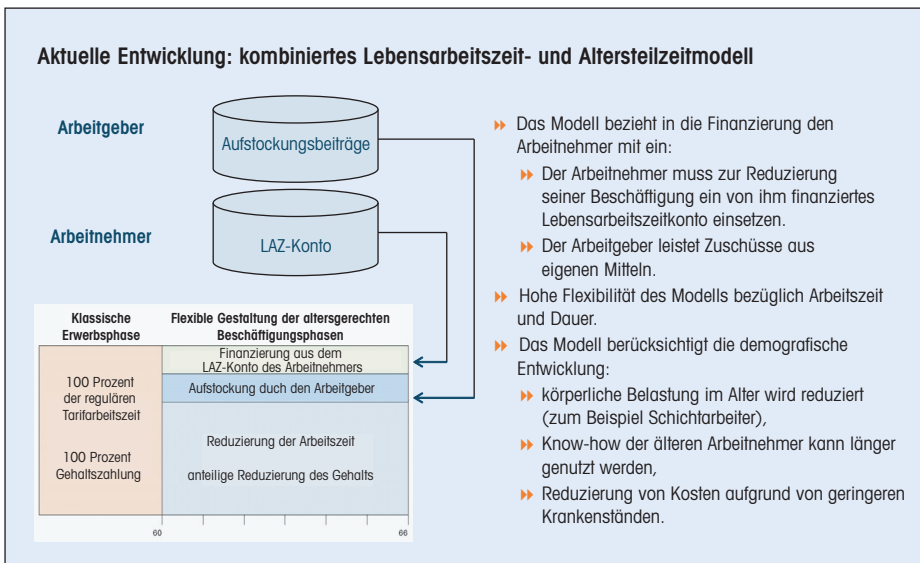 Aktuelle Entwicklung: kombiniertes Lebensarbeitszeit- und Altersteilzeitmodell
Arbeitgeber
Aufstockungsbeiträge
Arbeitnehmer
LAZ-Konto
Klassische
Erwerbsphase
Flexible Gestaltung der altersgerechten
Beschäftigungsphasen
100 Prozent
der regulären
Tarifarbeitszeit
100 Prozent
Gehaltszahlung
Finanzierung aus dem
LAZ-Konto des Arbeitnehmers
Aufstockung duch den Arbeitgeber
Reduzierung der Arbeitszeit
anteilige Reduzierung des Gehalts
60
66
Das Modell bezieht in die Finanzierung den
Arbeitnehmer mit ein:
Der Arbeitnehmer muss zur Reduzierung
seiner Beschäftigung ein von ihm finanziertes
Lebensarbeitszeitkonto einsetzen.
Der Arbeitgeber leistet Zuschüsse aus
eigenen Mitteln.
Hohe Flexibilität des Modells bezüglich Arbeitszeit
und Dauer.
Das Modell berücksichtigt die demografische
Entwicklung:
körperliche Belastung im Alter wird reduziert
(zum Beispiel Schichtarbeiter),
Know-how der älteren Arbeitnehmer kann länger
genutzt werden,
Reduzierung von Kosten aufgrund von geringeren
Krankenständen.